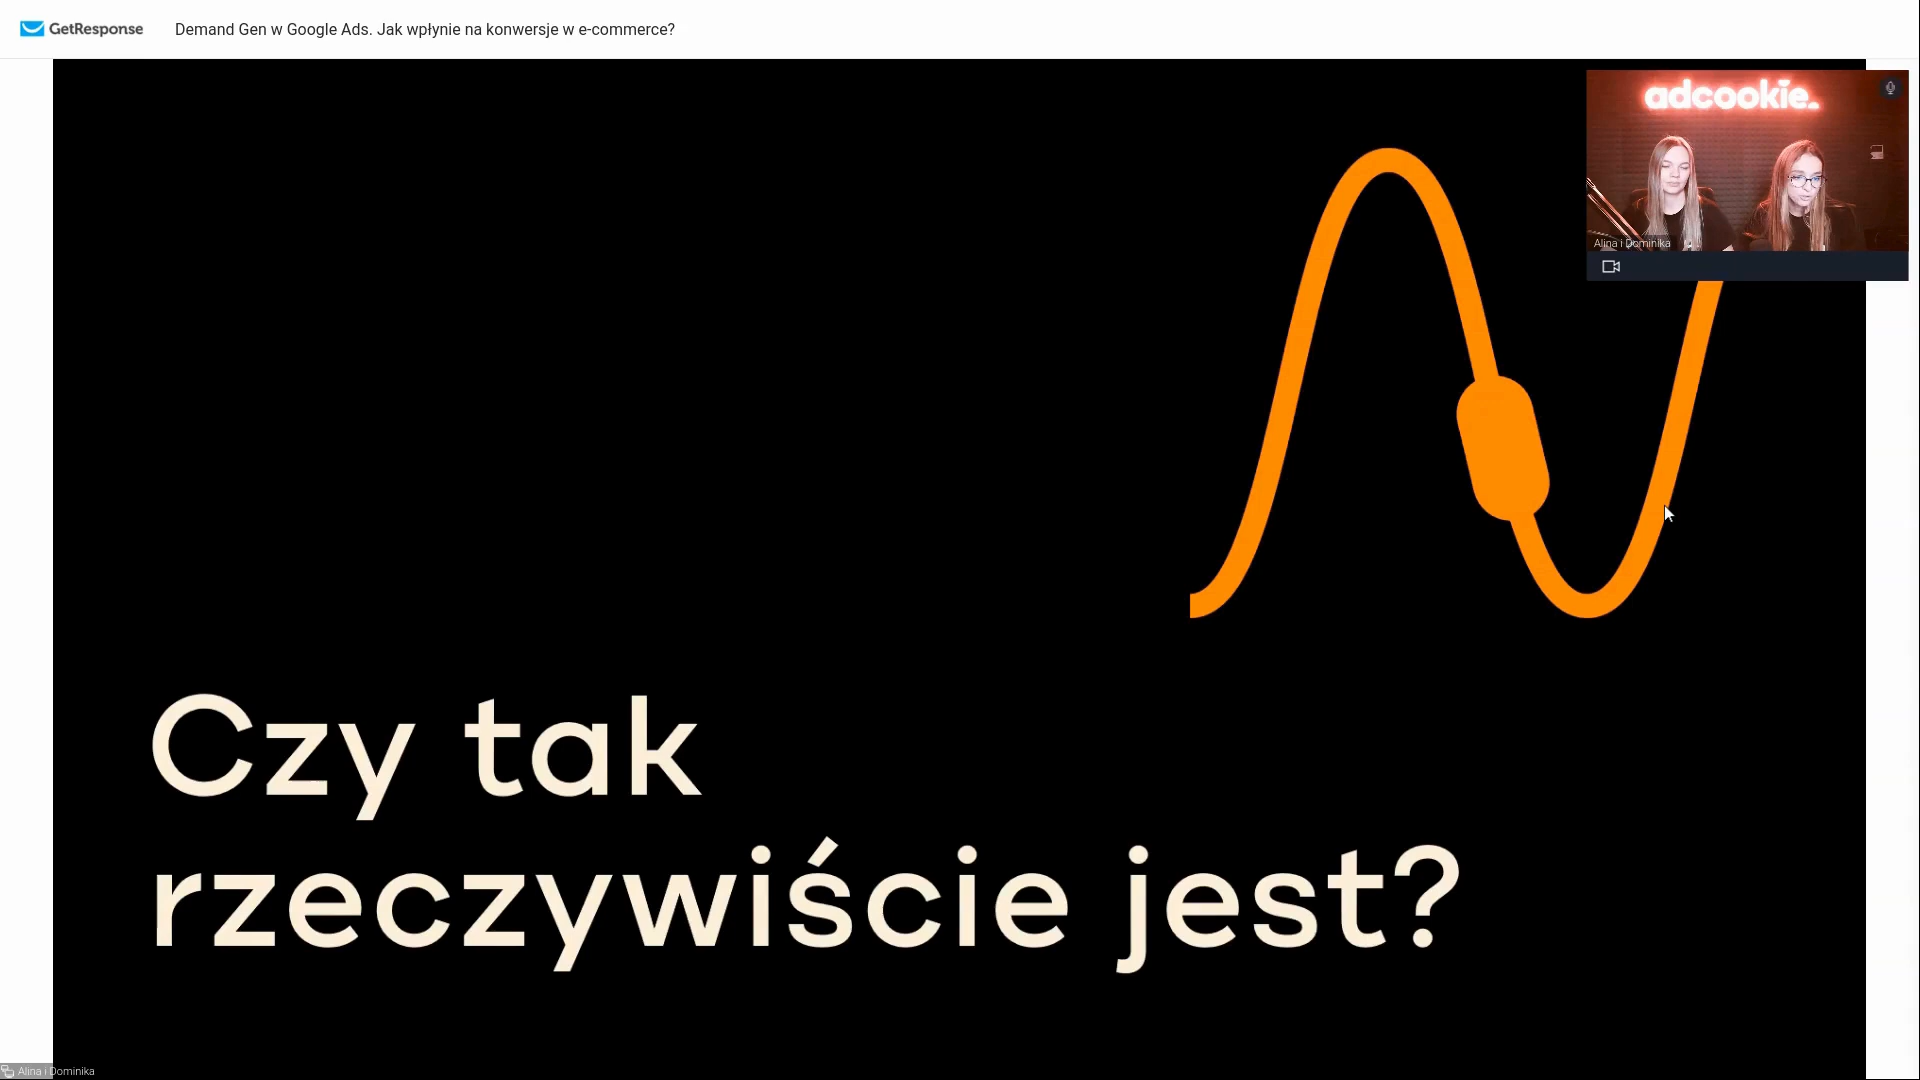 GetResponse
Demand Gen w Google Ads. Jak wpłynie na konwersje w e-commerce?
adcookie.
Alina i Dominika
Czy tak
rzeczywiście jest?
Alina i Dominika